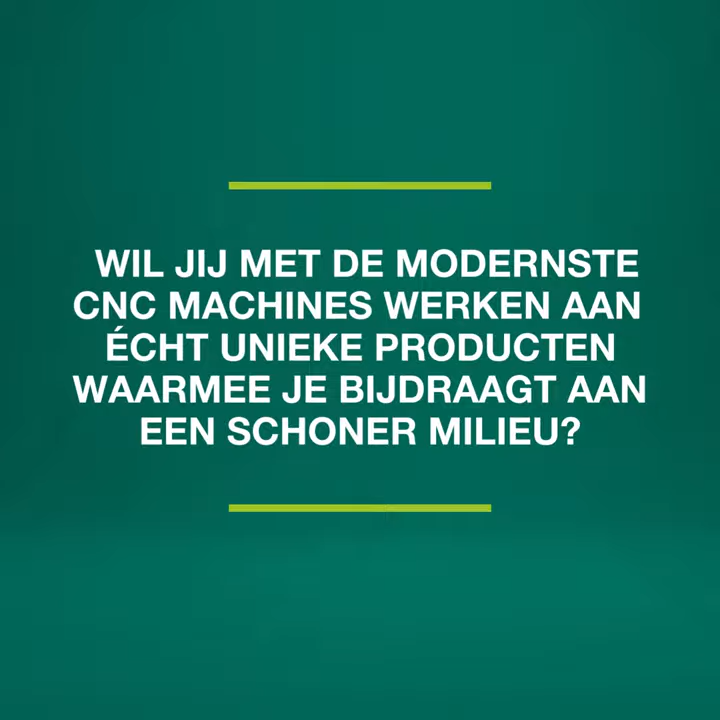 WIL JIJ MET DE MODERNSTE
CNC MACHINES WERKEN AAN
ÉCHT UNIEKE PRODUCTEN
WAARMEE JE BIJDRAAGT AAN
EEN SCHONER MILIEU?